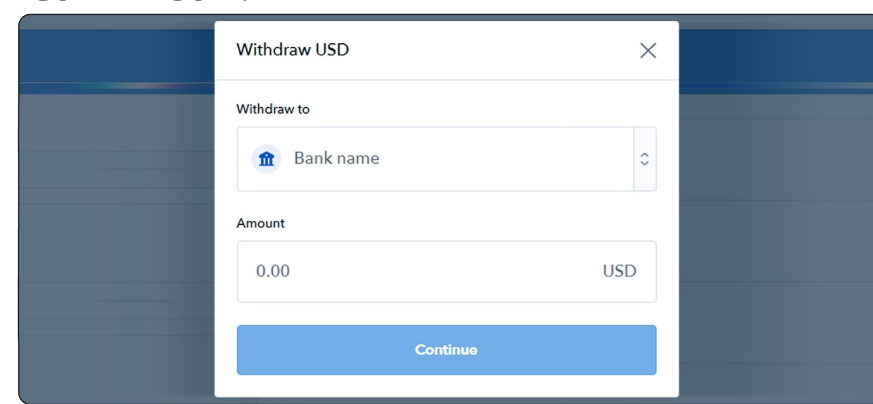 Withdraw USD
Withdraw to
Bank name
Amount
0.00 USD
Continue